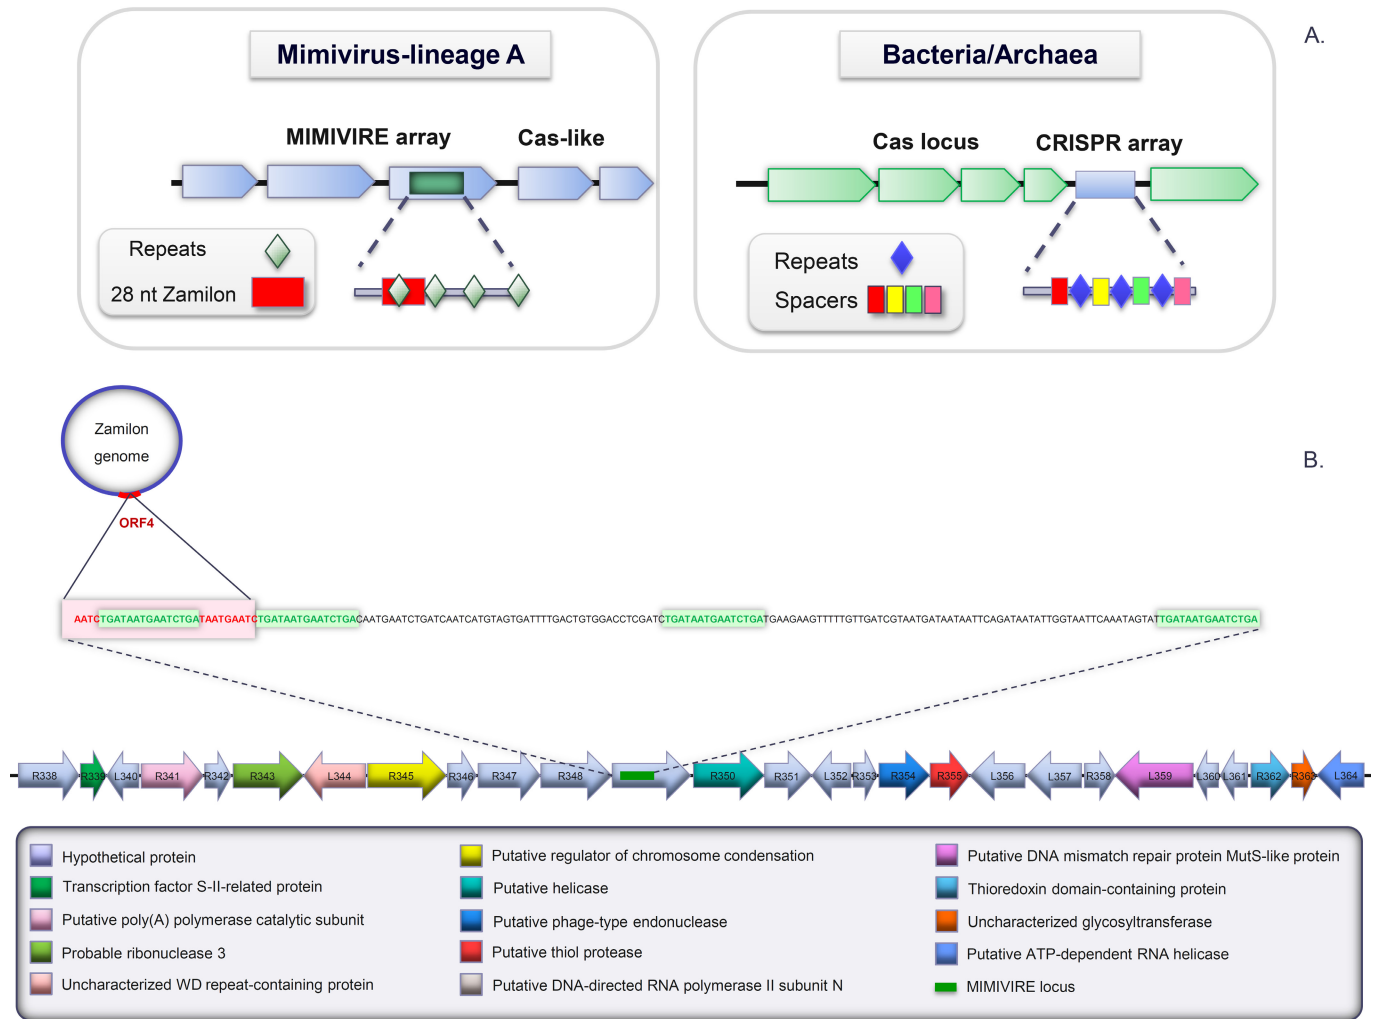 A.
Mimivirus-lineage A
MIMIVIRE array
Cas-like
Repeats
28 nt Zamilon
Bacteria/Archaea
Cas locus
CRISPR array
Repeats
Spacers
B.
Zamilon
genome
ORF4
AATCTGATAATGAATCTGATAATGAATCTGATAATGAATCTGACAATGAATCTGATCAATCATGTAGTGATTTTGACTGTGGACCTCGATCTGATAATGAATCTGATGAAGAAGTTTTTGTTGATCGTAATGATAATAATTCAGATAATATTGGTAATTCAAATAGTATTGATAATGAATCTGA
R338 R339 L340 R341 R342 R343 L344 R345 R346 R347 R348 R350 R351 L352 R353 R354 R355 L356 L357 R358 L359 L360 L361 R362 R363 L364
Hypothetical protein
Transcription factor S-II-related protein
Putative poly(A) polymerase catalytic subunit
Probable ribonuclease 3
Uncharacterized WD repeat-containing protein
Putative regulator of chromosome condensation
Putative helicase
Putative phage-type endonuclease
Putative thiol protease
Putative DNA-directed RNA polymerase II subunit N
Putative DNA mismatch repair protein MutS-like protein
Thioredoxin domain-containing protein
Uncharacterized glycosyltransferase
Putative ATP-dependent RNA helicase
MIMIVIRE locus